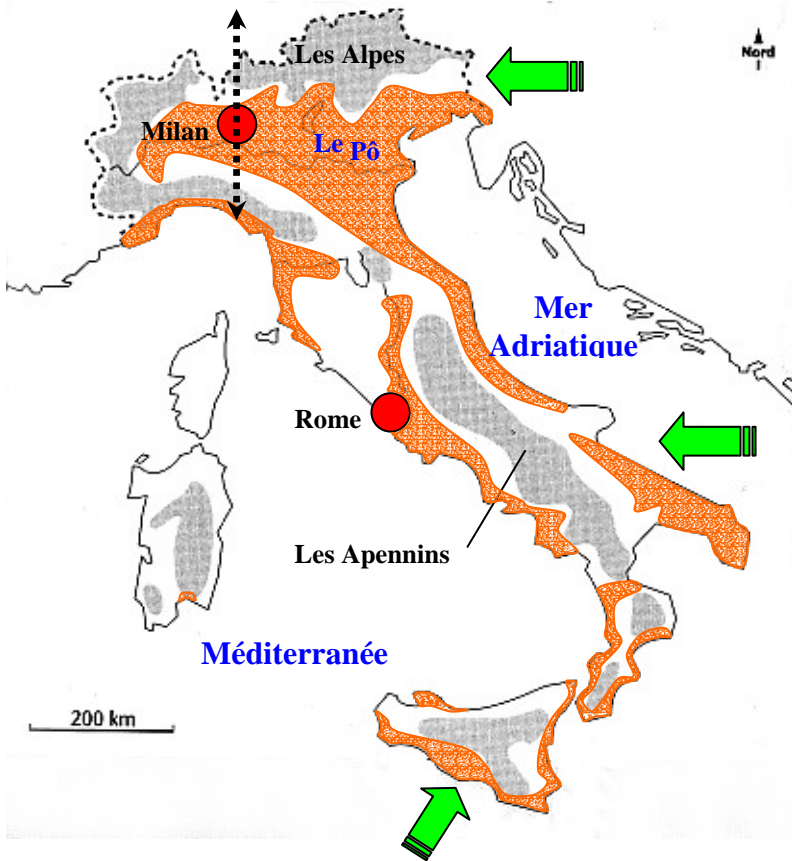 Nord
Les Alpes
Milan
Le Pô
Mer
Adriatique
Rome
Les Apennins
Méditerranée
200 km